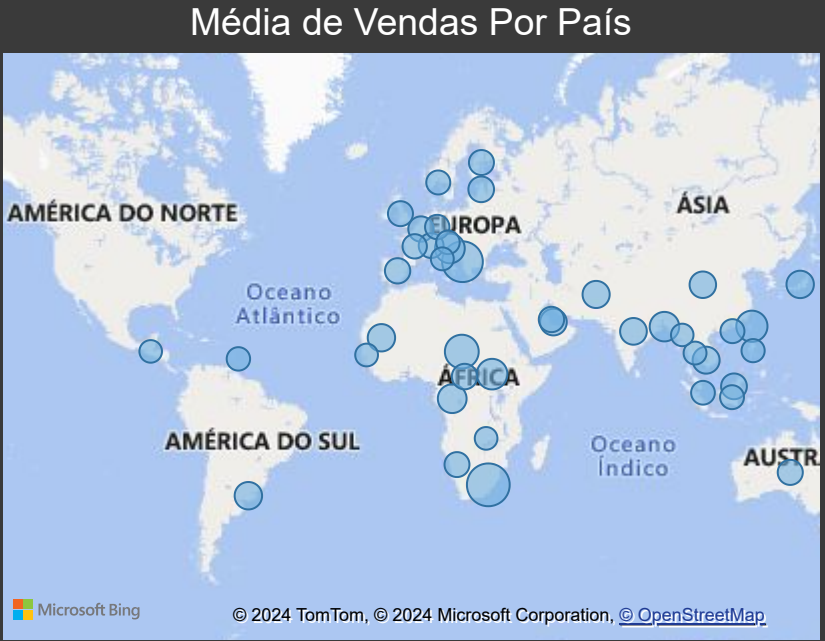 Média de Vendas Por País
AMÉRICA DO NORTE
EUROPA
ÁSIA
Oceano
Atlântico
ÁFRICA
AMÉRICA DO SUL
Oceano
Índico
AUSTR
Microsoft Bing
© 2024 TomTom, © 2024 Microsoft Corporation, © OpenStreetMap